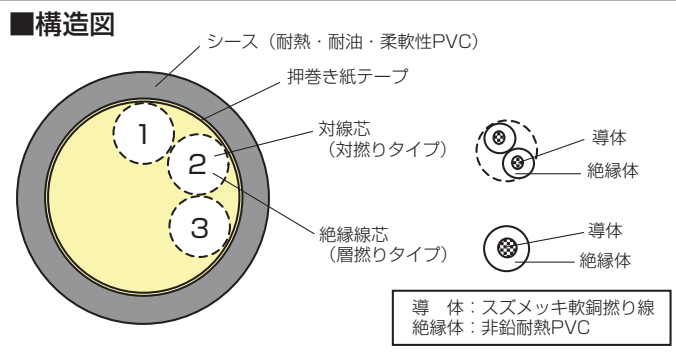 ■構造図
シース（耐熱・耐油・柔軟性PVC）
押巻き紙テープ
対線芯
（対撚りタイプ）
導体
絶縁体
1
2
3
絶縁線芯
（層撚りタイプ）
導体
絶縁体
導　体：スズメッキ軟銅撚り線
絶縁体：非鉛耐熱PVC